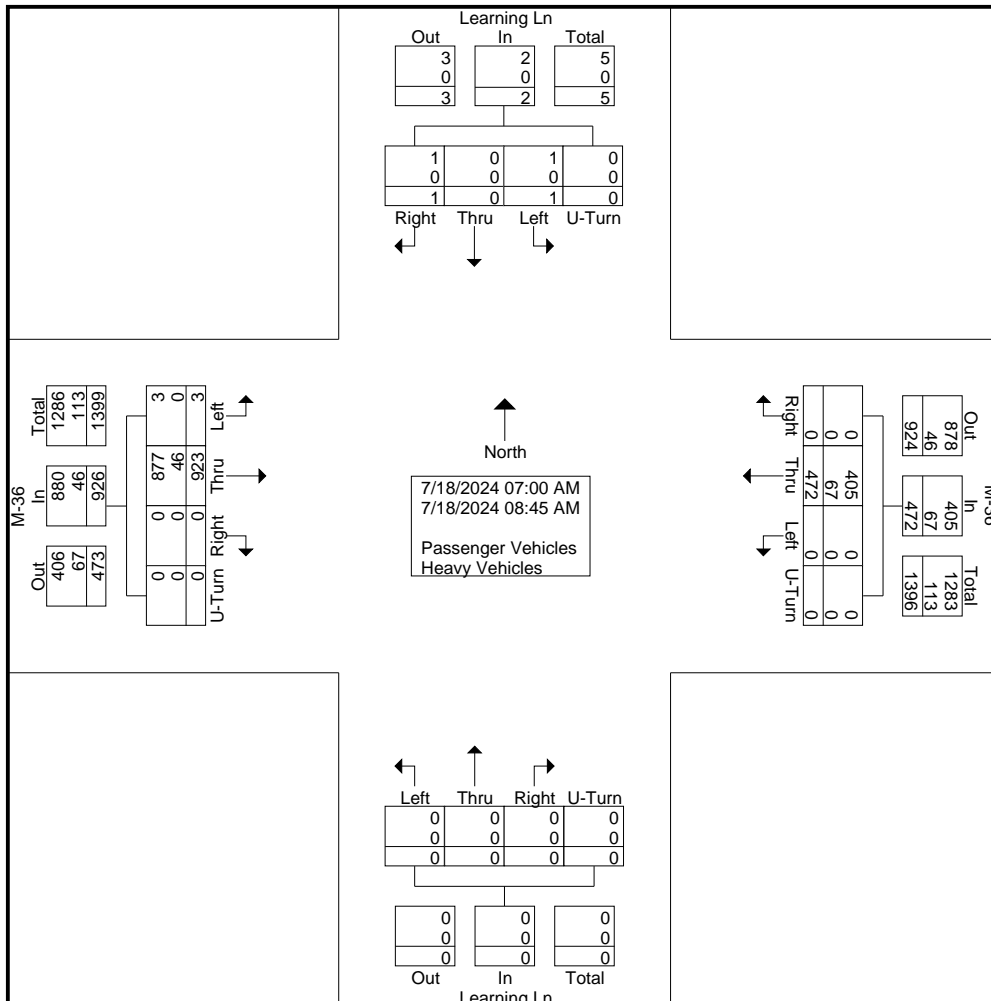 Learning Ln
Out In Total
3 2 5
0 0 0
3 2 5
1 0 1 0
0 0 0 0
1 0 1 0
Right Thru Left U-Turn
M-36
Total In Out
1399 926 473
113 46 67
1286 880 406
Left Thru Right U-Turn
3 923 0 0
0 46 0 0
3 877 0 0
North
7/18/2024 07:00 AM
7/18/2024 08:45 AM
Passenger Vehicles
Heavy Vehicles
Right Thru Left U-Turn
0 405 0 0
0 67 0 0
0 472 0 0
Out In Total
878 405 1283
46 67 113
924 472 1396
M-36
Left Thru Right U-Turn
0 0 0 0
0 0 0 0
0 0 0 0
0 0 0
0 0 0
0 0 0
Out In Total
Learning Ln